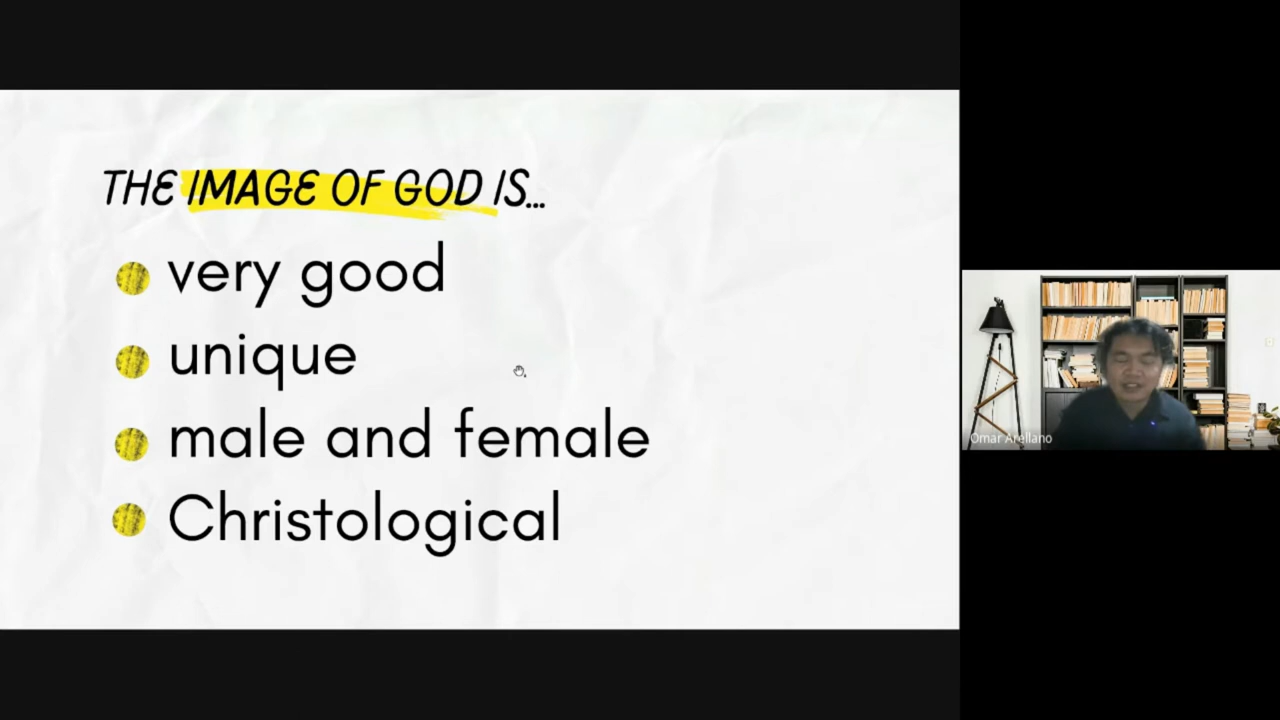 THE IMAGE OF GOD IS...
very good
unique
male and female
Christological
Omar Arellano